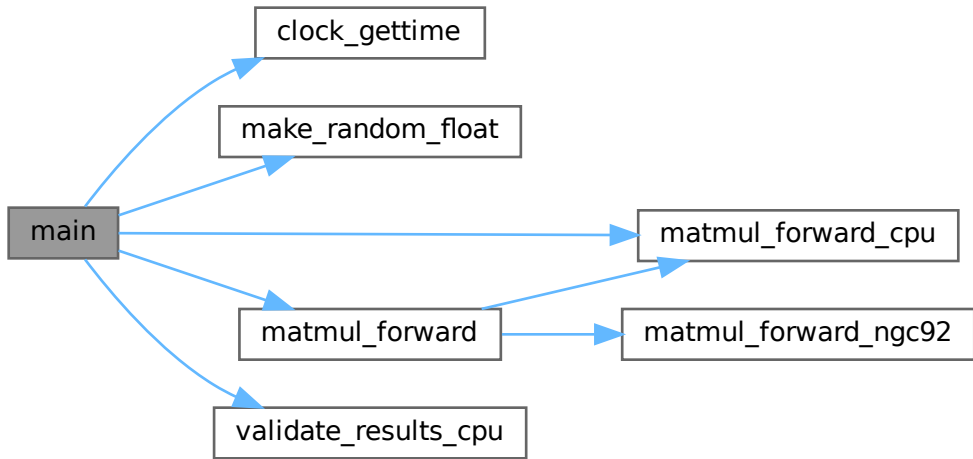 clock_gettime
make_random_float
main
matmul_forward_cpu
matmul_forward
matmul_forward_ngc92
validate_results_cpu